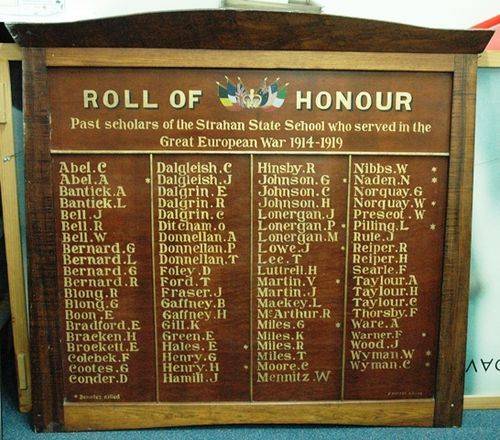 ROLL OF HONOUR
Past scholars of the Strahan State School who served in the
Great European War 1914-1919
Abel.C
Abel.A *
Bantick.A
Bantick.L
Bell.J
Bell.R
Bell.W
Bernard.G
Bernard.L
Bernard.G
Bernard.R
Blong.R
Blong.G
Boon.E
Bradford.E
Bracken.H
Brockett.E
Colebek.F
Cootes.G
Conder.D
* Denotes killed
Dalgleish.C
Dalgleish.J
Dalgrin.E
Dalgrin.R
Dalgrin.C
Ditcham.O
Donnellan.A
Donnellan.P
Donnellan.T
Foley.D
Ford.T
Fraser.J
Gaffney.B
Gaffney.H
Gill.K
Green.E
Hales.E *
Henry.G
Henry.H
Hamill.J
Hinsby.R
Johnson.G *
Johnson.C
Johnson.H
Lonergan.J
Lonergan.P *
Lonergan.M
Lowe.J *
Lee.T
Luttrell.H
Martin.V *
Martin.J
Mackey.L
McArthur.R
Miles.G *
Miles.K
Miles.R
Miles.T
Moore.C *
Mennitz.W
Nibbs.W *
Naden.N *
Norquay.G
Norquay.W *
Prescot.W
Pilling.L *
Rule.J
Reiper.R
Reiper.H
Searle.F
Taylour.A
Taylour.H
Taylour.C
Thorsby.F
Ware.A
Warner.F *
Wood.J
Wyman.W *
Wyman.C *